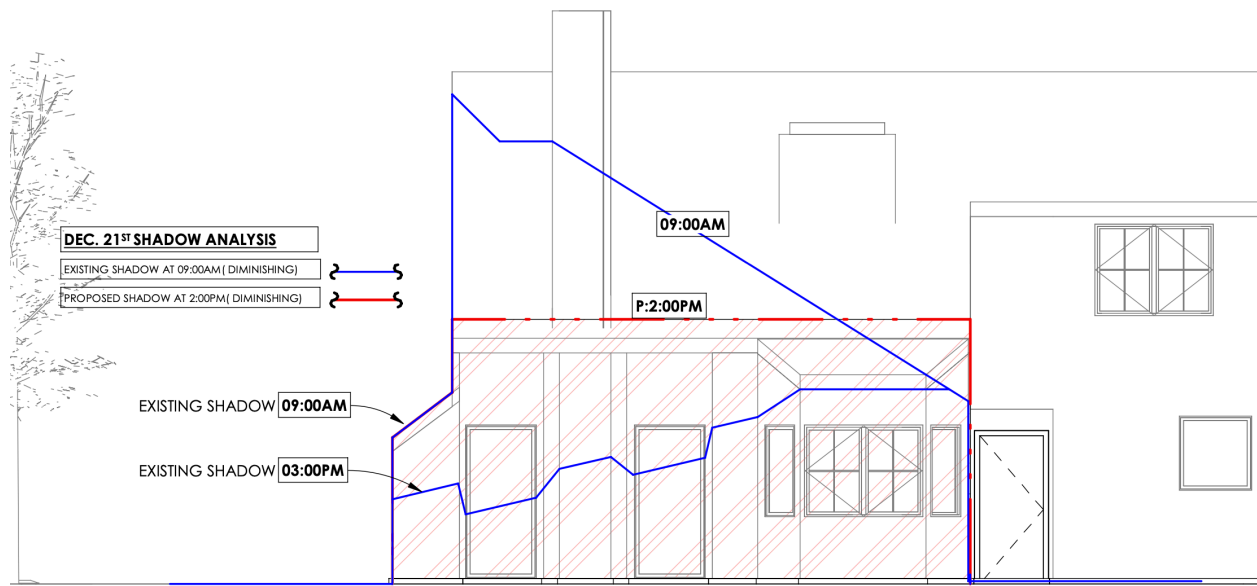 09:00AM
DEC. 21ST SHADOW ANALYSIS
EXISTING SHADOW AT 09:00AM( DIMINISHING)
PROPOSED SHADOW AT 2:00PM( DIMINISHING)
P:2:00PM
EXISTING SHADOW 09:00AM
EXISTING SHADOW 03:00PM